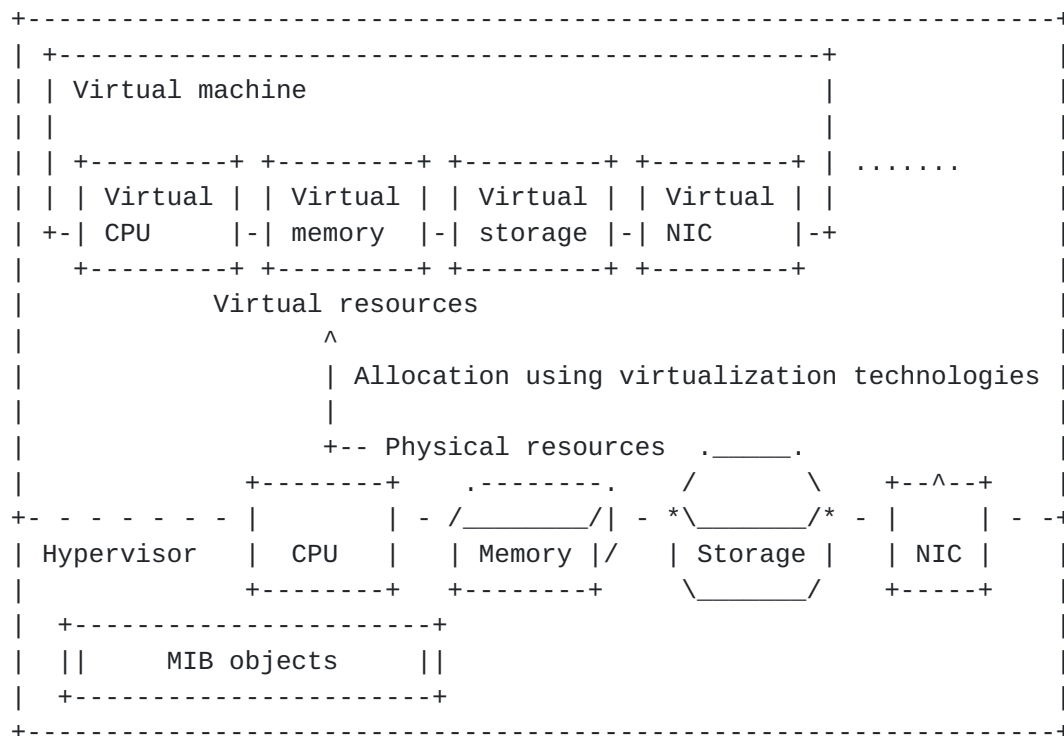 Virtual machine
.......
Virtual Virtual Virtual Virtual
CPU memory storage NIC
Virtual resources
Allocation using virtualization technologies
Physical resources
Hypervisor CPU Memory Storage NIC
MIB objects